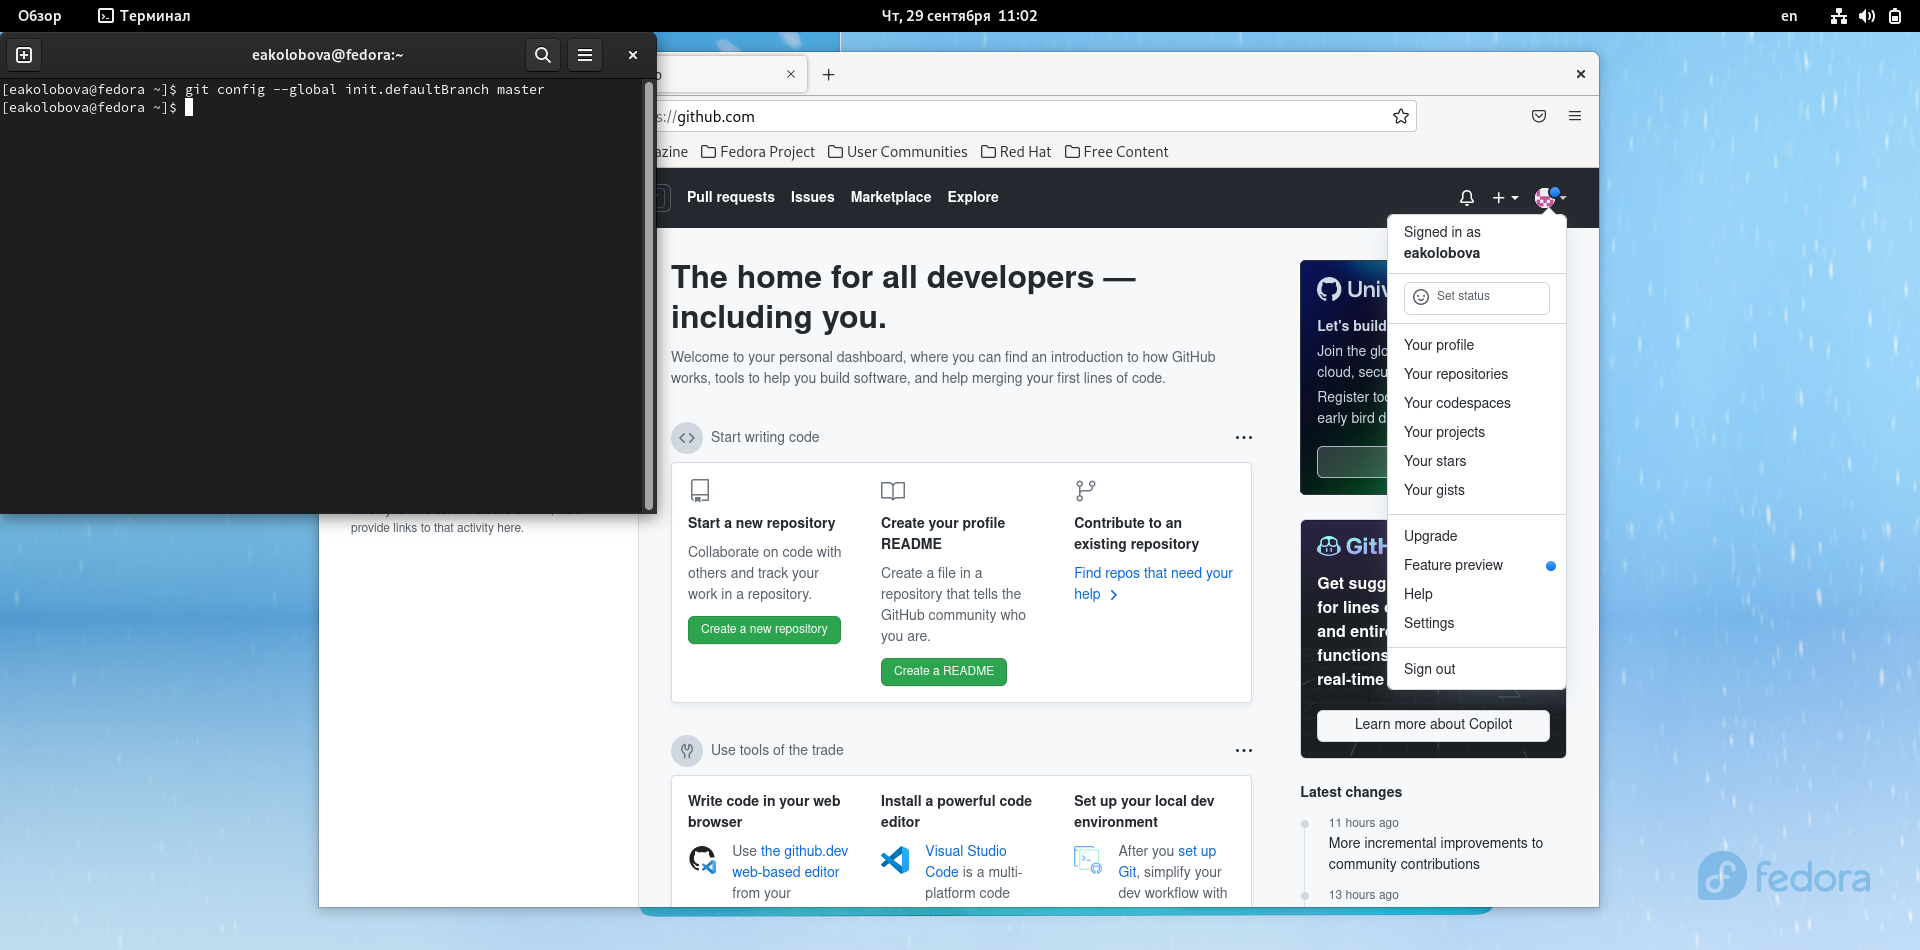 Обзор
Терминал
Чт, 29 сентября 11:02
en
eakolobova@fedora:~
[eakolobova@fedora ~]$ git config --global init.defaultBranch master
[eakolobova@fedora ~]$
s://github.com
azine
Fedora Project
User Communities
Red Hat
Free Content
Pull requests
Issues
Marketplace
Explore
Signed in as
eakolobova
Set status
Your profile
Your repositories
Your codespaces
Your projects
Your stars
Your gists
Upgrade
Feature preview
Help
Settings
Sign out
provide links to that activity here.
The home for all developers —
including you.
Welcome to your personal dashboard, where you can find an introduction to how GitHub
works, tools to help you build software, and help merging your first lines of code.
Start writing code
Start a new repository
Collaborate on code with
others and track your
work in a repository.
Create a new repository
Create your profile
README
Create a file in a
repository that tells the
GitHub community who
you are.
Create a README
Contribute to an
existing repository
Find repos that need your
help
Use tools of the trade
Write code in your web
browser
Use the github.dev
web-based editor
from your
Install a powerful code
editor
Visual Studio
Code is a multi-
platform code
Set up your local dev
environment
After you set up
Git, simplify your
dev workflow with
Univ
Let's build
Join the glo
cloud, secu
Register to
early bird d
GitH
Get sugg
for lines
and entire
functions
real-time
Learn more about Copilot
Latest changes
11 hours ago
More incremental improvements to
community contributions
13 hours ago
fedora